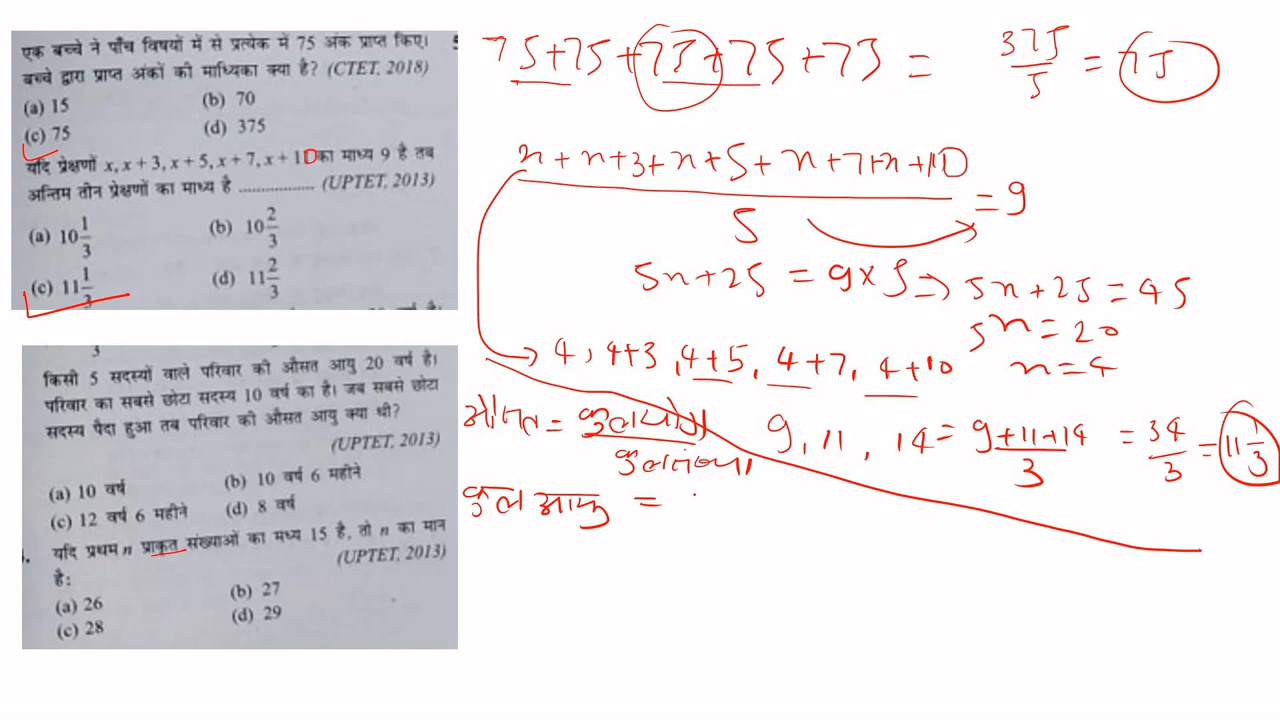 एक बच्चे ने पाँच विषयों में से प्रत्येक में 75 अंक प्राप्त किए।
बच्चे द्वारा प्राप्त अंकों की माध्यिका क्या है? (CTET, 2018)
(a) 15 (b) 70
(c) 75 (d) 375
यदि प्रेक्षणों x, x + 3, x + 5, x + 7, x + 10 का माध्य 9 है तब
अन्तिम तीन प्रेक्षणों का माध्य है .................. (UPTET, 2013)
(a) 10 1/3 (b) 10 2/3
(c) 11 1/3 (d) 11 2/3
3
किसी 5 सदस्यों वाले परिवार की औसत आयु 20 वर्ष है।
परिवार का सबसे छोटा सदस्य 10 वर्ष का है। जब सबसे छोटा
सदस्य पैदा हुआ तब परिवार की औसत आयु क्या थी?
(UPTET, 2013)
(a) 10 वर्ष (b) 10 वर्ष 6 महीने
(c) 12 वर्ष 6 महीने (d) 8 वर्ष
यदि प्रथम n प्राकृत संख्याओं का मध्य 15 है, तो n का मान
है: (UPTET, 2013)
(a) 26 (b) 27
(c) 28 (d) 29
75+75+75+75+75 = 375/5 = 75
x + x+3 + x+5 + x+7+x+10 / 5 = 9
5x+25 = 9×5 ⇒ 5x+25 = 45
5x = 20
x = 4
4, 4+3, 4+5, 4+7, 4+10
औसत = कुल योग / कुल संख्या
9, 11, 14 = 9+11+14 / 3 = 34/3 = 11 1/3
कुल आयु =